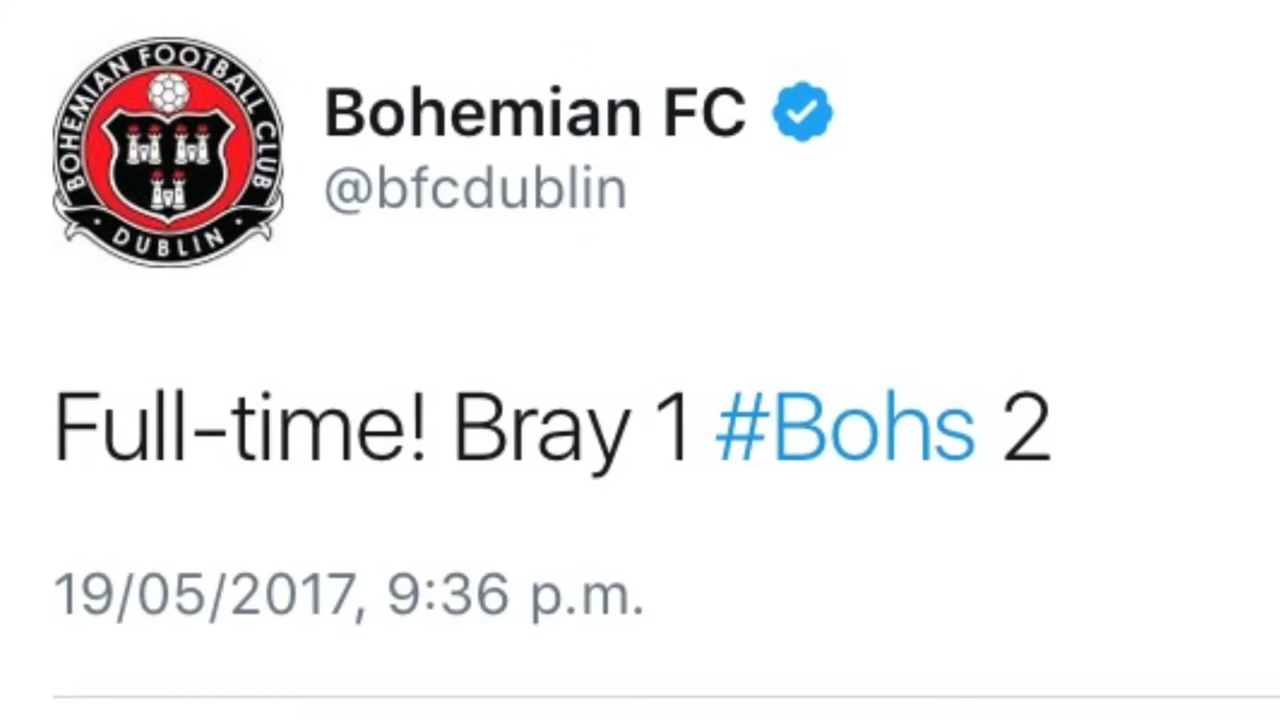 BOHEMIAN FOOTBALL CLUB
DUBLIN
Bohemian FC
@bfcdublin
Full-time! Bray 1 #Bohs 2
19/05/2017, 9:36 p.m.